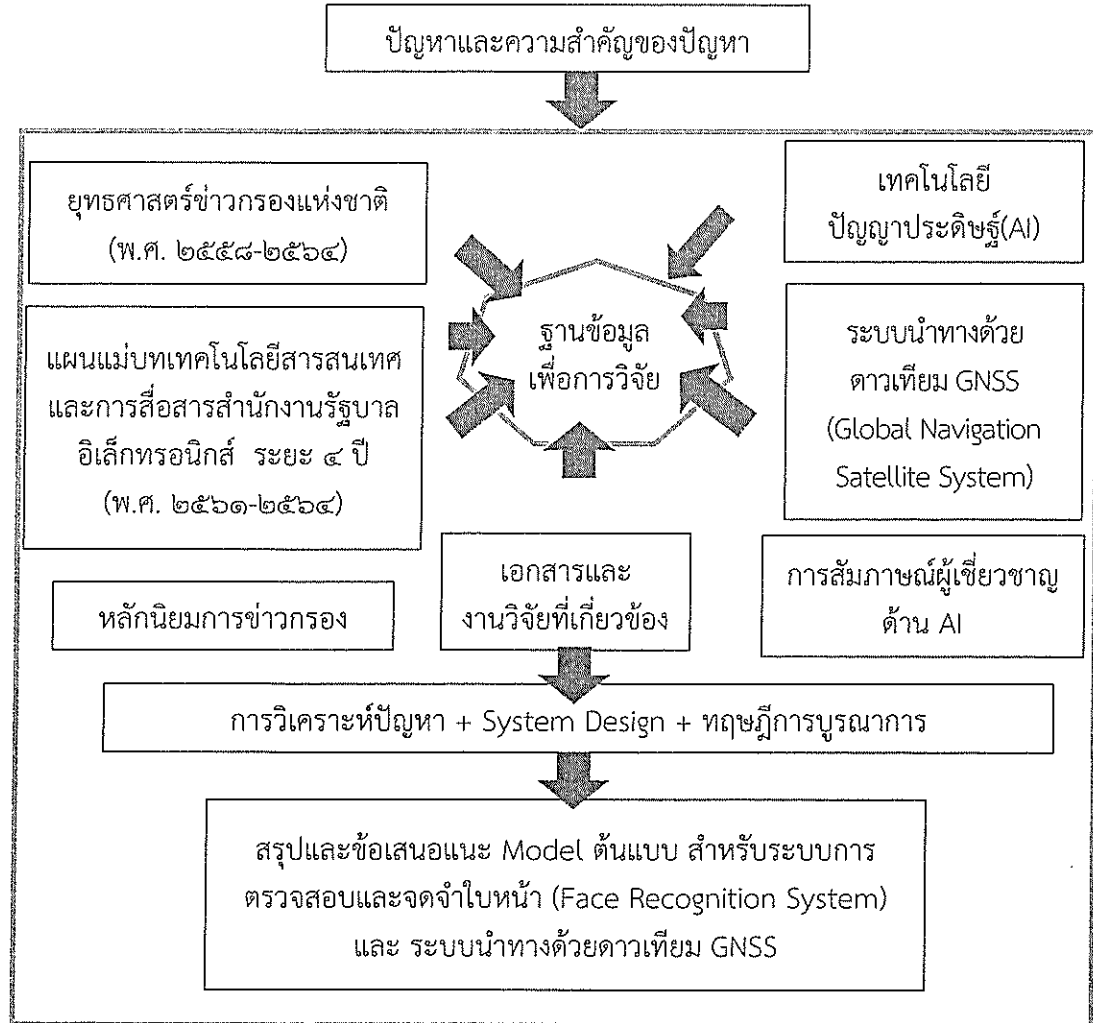 ปัญหาและความสำคัญของปัญหา
ยุทธศาสตร์ข่าวกรองแห่งชาติ
(พ.ศ. ๒๕๕๘-๒๕๖๔)
เทคโนโลยี
ปัญญาประดิษฐ์(AI)
ฐานข้อมูล
เพื่อการวิจัย
แผนแม่บทเทคโนโลยีสารสนเทศ
และการสื่อสารสำนักงานรัฐบาล
อิเล็กทรอนิกส์ ระยะ ๔ ปี
(พ.ศ. ๒๕๖๑-๒๕๖๔)
ระบบนำทางด้วย
ดาวเทียม GNSS
(Global Navigation
Satellite System)
หลักนิยมการข่าวกรอง
เอกสารและ
งานวิจัยที่เกี่ยวข้อง
การสัมภาษณ์ผู้เชี่ยวชาญ
ด้าน AI
การวิเคราะห์ปัญหา + System Design + ทฤษฎีการบูรณาการ
สรุปและข้อเสนอแนะ Model ต้นแบบ สำหรับระบบการ
ตรวจสอบและจดจำใบหน้า (Face Recognition System)
และ ระบบนำทางด้วยดาวเทียม GNSS